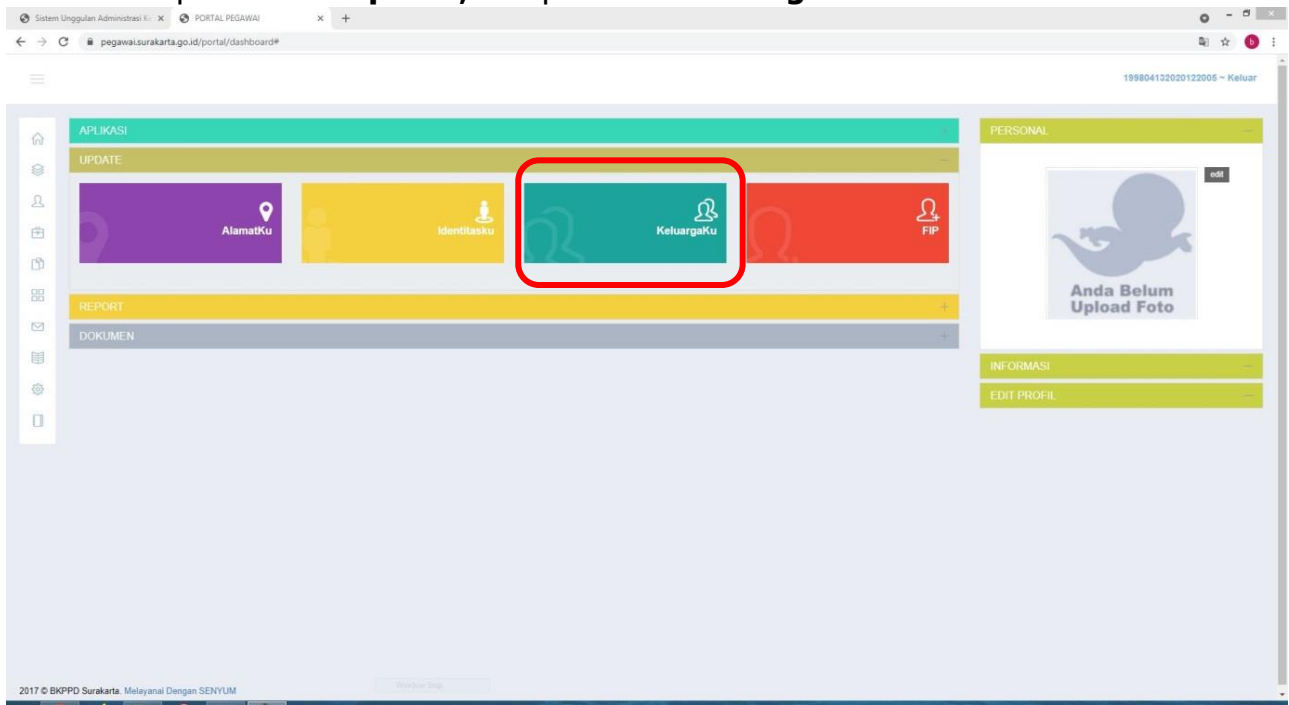 Sistem Unggulan Administrasi
PORTAL PEGAWAI
pegawai.surakarta.go.id/portal/dashboard#
b
199804132020122005 ~ Keluar
APLIKASI
UPDATE
AlamatKu
Identitasku
KeluargaKu
FIP
REPORT
DOKUMEN
PERSONAL
edit
Anda Belum
Upload Foto
INFORMASI
EDIT PROFIL
2017 © BKPPD Surakarta. Melayanai Dengan SENYUM